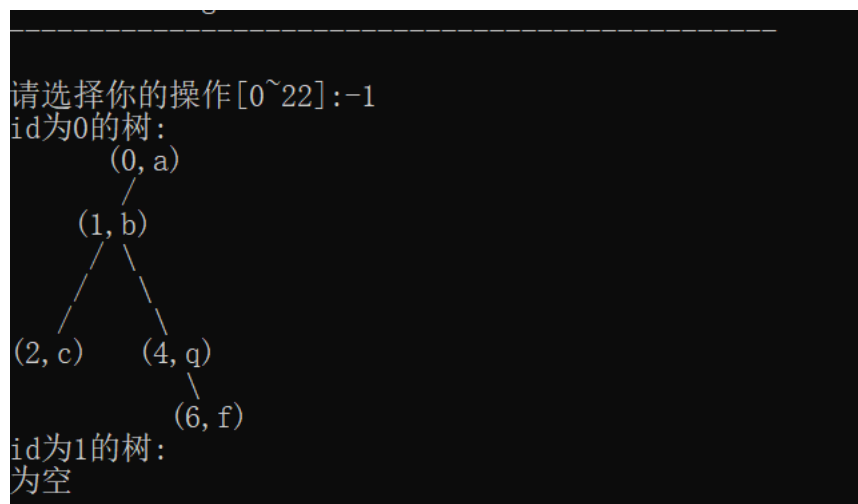 ------------------------------------------------
请选择你的操作[0~22]:-1
id为0的树:
(0,a)
/
(1,b)
/ \
/ \
/ \
(2,c) (4,q)
\
(6,f)
id为1的树:
为空